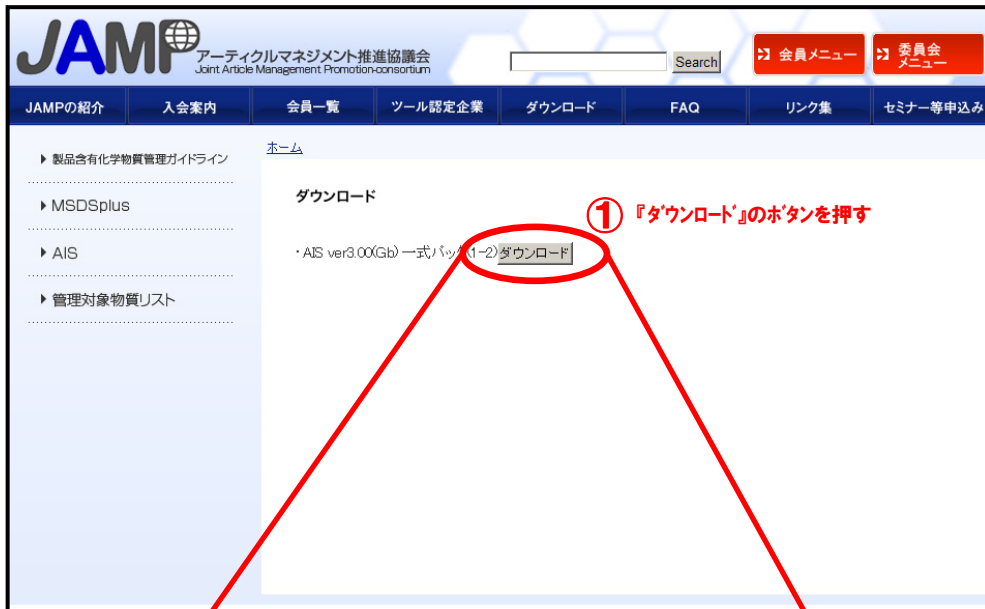 JAMP
アーティクルマネジメント推進協議会
Joint Article Management Promotion-consortium
Search
会員メニュー
委員会
メニュー
JAMPの紹介 入会案内 会員一覧 ツール認定企業 ダウンロード FAQ リンク集 セミナー等申込み
製品含有化学物質管理ガイドライン
MSDSplus
AIS
管理対象物質リスト
ホーム
ダウンロード
① 『ダウンロード』のボタンを押す
・AIS ver3.00(Gb) 一式パック(1-2) ダウンロード